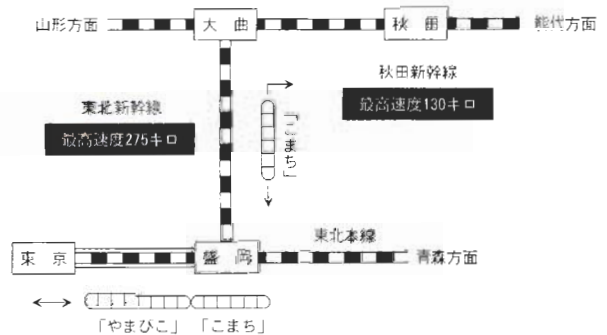 山形方面
大曲
秋田
能代方面
秋田新幹線
最高速度130キロ
東北新幹線
最高速度275キロ
「こまち」
東北本線
東京
盛岡
青森方面
「やまびこ」
「こまち」